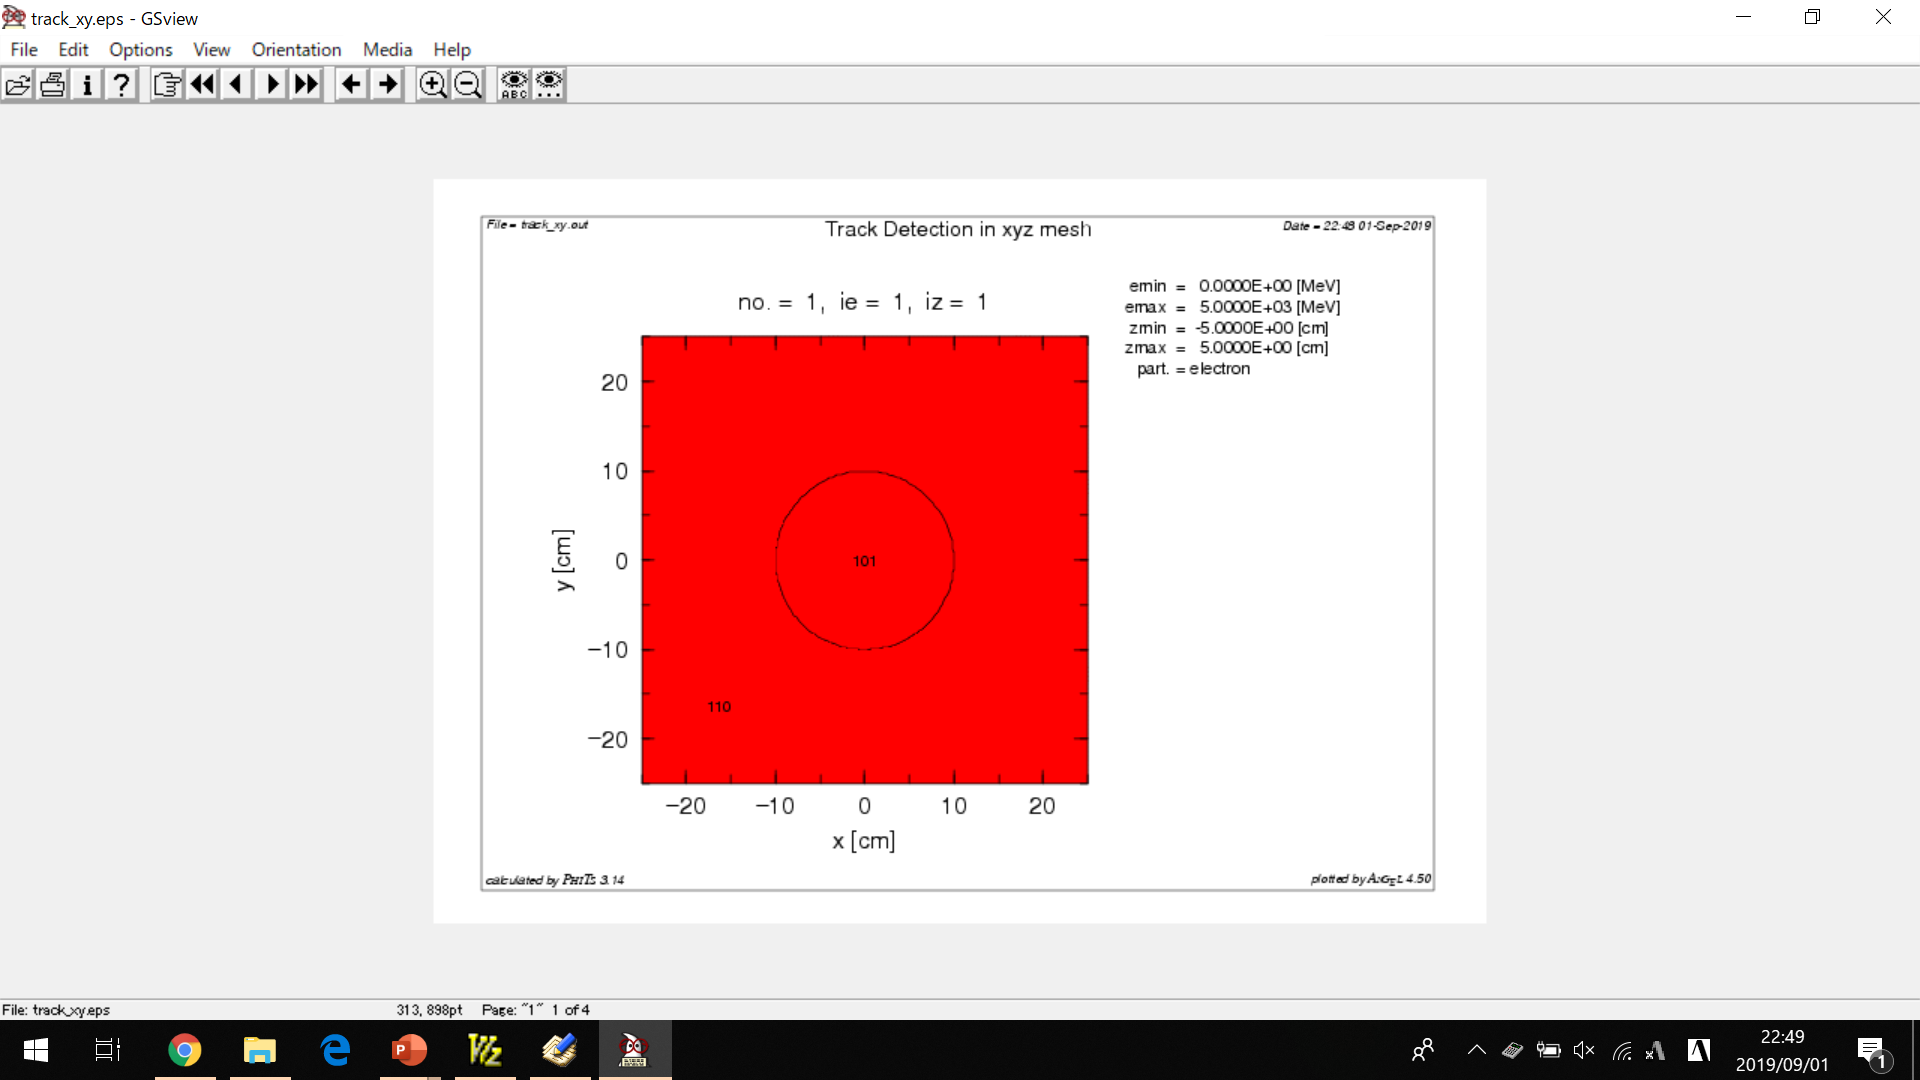 track_xy.eps - GSview
File Edit Options View Orientation Media Help
i ? ABC
File = track_xy.out
Track Detection in xyz mesh
Date = 22:48 01-Sep-2019
no. = 1, ie = 1, iz = 1
emin = 0.0000E+00 [MeV]
emax = 5.0000E+03 [MeV]
zmin = -5.0000E+00 [cm]
zmax = 5.0000E+00 [cm]
part. = electron
20
10
0
−10
−20
y [cm]
101
110
−20 −10 0 10 20
x [cm]
calculated by PHITS 3.14
plotted by ANGEL 4.50
File: track_xy.eps 313, 898pt Page: "1" 1 of 4
22:49
2019/09/01
1